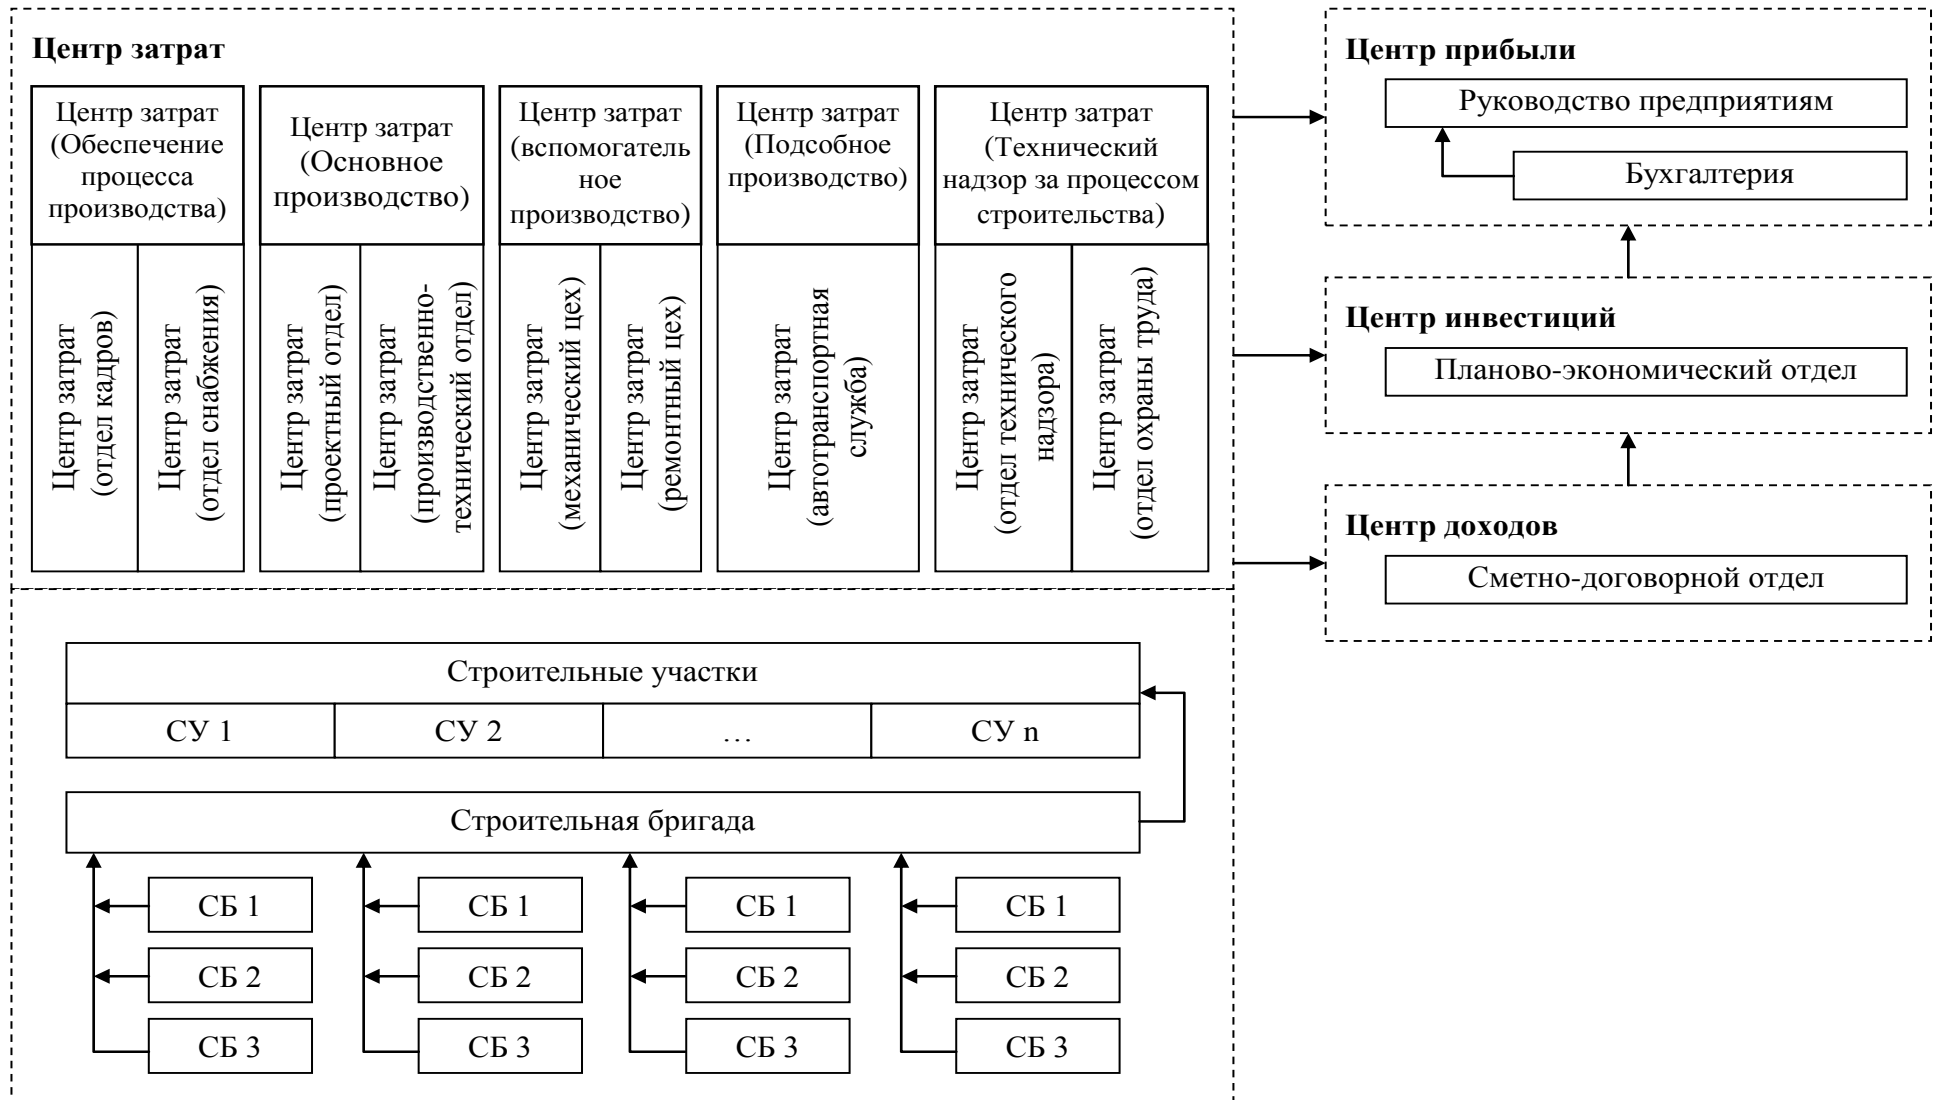 Центр затрат
Центр затрат
(Обеспечение
процесса
производства)
Центр затрат
(Основное
производство)
Центр затрат
(вспомогатель
ное
производство)
Центр затрат
(Подсобное
производство)
Центр затрат
(Технический
надзор за процессом
строительства)
Центр затрат
(отдел кадров)
Центр затрат
(отдел снабжения)
Центр затрат
(проектный отдел)
Центр затрат
(производственно-
технический отдел)
Центр затрат
(механический цех)
Центр затрат
(ремонтный цех)
Центр затрат
(автотранспортная
служба)
Центр затрат
(отдел технического
надзора)
Центр затрат
(отдел охраны труда)
Строительные участки
СУ 1
СУ 2
…
СУ n
Строительная бригада
СБ 1
СБ 1
СБ 1
СБ 1
СБ 2
СБ 2
СБ 2
СБ 2
СБ 3
СБ 3
СБ 3
СБ 3
Центр прибыли
Руководство предприятиям
Бухгалтерия
Центр инвестиций
Планово-экономический отдел
Центр доходов
Сметно-договорной отдел